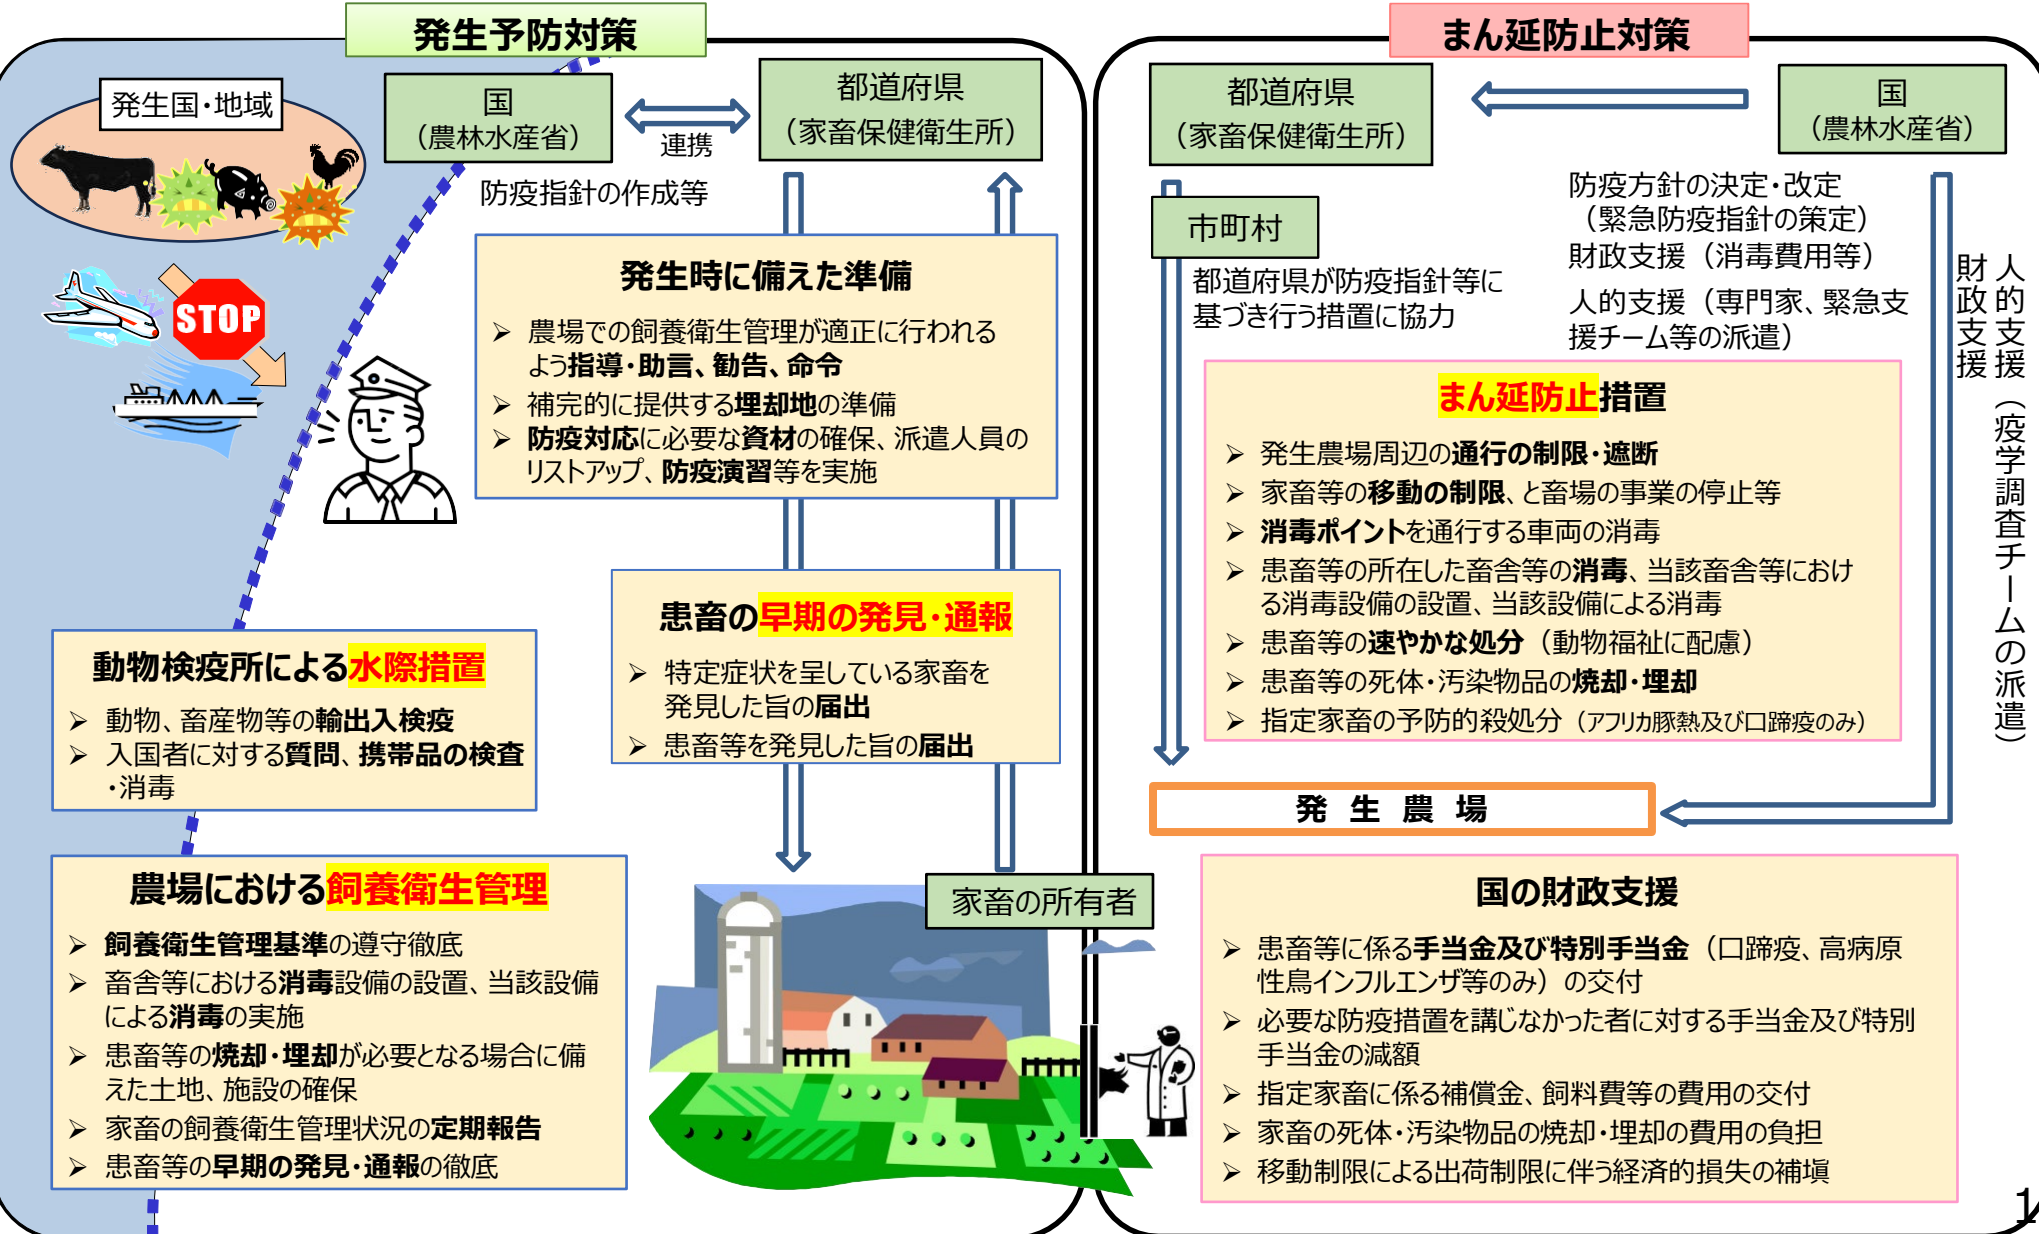 発生予防対策
発生国・地域
国
（農林水産省）
連携
都道府県
（家畜保健衛生所）
防疫指針の作成等
STOP
発生時に備えた準備
➢ 農場での飼養衛生管理が適正に行われる
よう指導・助言、勧告、命令
➢ 補完的に提供する埋却地の準備
➢ 防疫対応に必要な資材の確保、派遣人員の
リストアップ、防疫演習等を実施
患畜の早期の発見・通報
➢ 特定症状を呈している家畜を
発見した旨の届出
➢ 患畜等を発見した旨の届出
動物検疫所による水際措置
➢ 動物、畜産物等の輸出入検疫
➢ 入国者に対する質問、携帯品の検査
・消毒
農場における飼養衛生管理
➢ 飼養衛生管理基準の遵守徹底
➢ 畜舎等における消毒設備の設置、当該設備
による消毒の実施
➢ 患畜等の焼却・埋却が必要となる場合に備
えた土地、施設の確保
➢ 家畜の飼養衛生管理状況の定期報告
➢ 患畜等の早期の発見・通報の徹底
家畜の所有者
まん延防止対策
都道府県
（家畜保健衛生所）
国
（農林水産省）
市町村
都道府県が防疫指針等に
基づき行う措置に協力
防疫方針の決定・改定
（緊急防疫指針の策定）
財政支援（消毒費用等）
人的支援（専門家、緊急支
援チーム等の派遣）
人的支援（疫学調査チームの派遣）
財政支援
まん延防止措置
➢ 発生農場周辺の通行の制限・遮断
➢ 家畜等の移動の制限、と畜場の事業の停止等
➢ 消毒ポイントを通行する車両の消毒
➢ 患畜等の所在した畜舎等の消毒、当該畜舎等におけ
る消毒設備の設置、当該設備による消毒
➢ 患畜等の速やかな処分（動物福祉に配慮）
➢ 患畜等の死体・汚染物品の焼却・埋却
➢ 指定家畜の予防的殺処分（アフリカ豚熱及び口蹄疫のみ）
発生農場
国の財政支援
➢ 患畜等に係る手当金及び特別手当金（口蹄疫、高病原
性鳥インフルエンザ等のみ）の交付
➢ 必要な防疫措置を講じなかった者に対する手当金及び特別
手当金の減額
➢ 指定家畜に係る補償金、飼料費等の費用の交付
➢ 家畜の死体・汚染物品の焼却・埋却の費用の負担
➢ 移動制限による出荷制限に伴う経済的損失の補塡
1